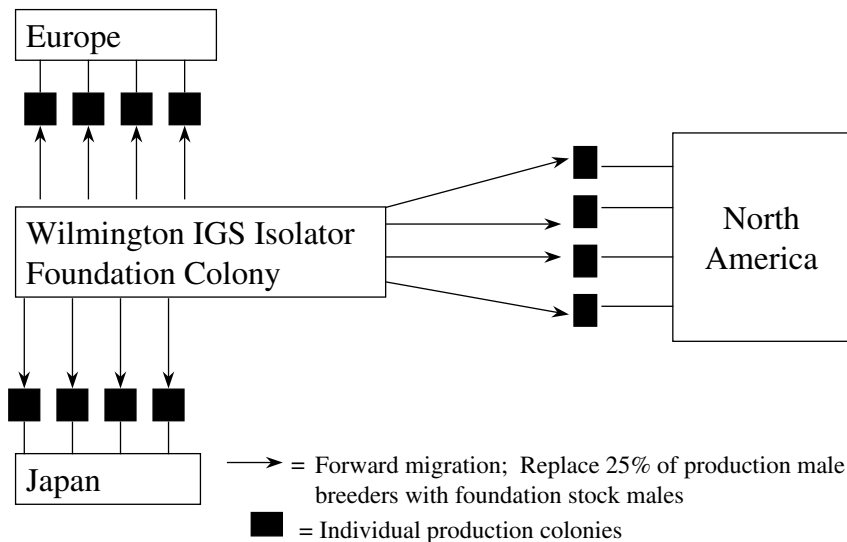 Europe
Wilmington IGS Isolator
Foundation Colony
North
America
Japan
= Forward migration; Replace 25% of production male
breeders with foundation stock males
= Individual production colonies